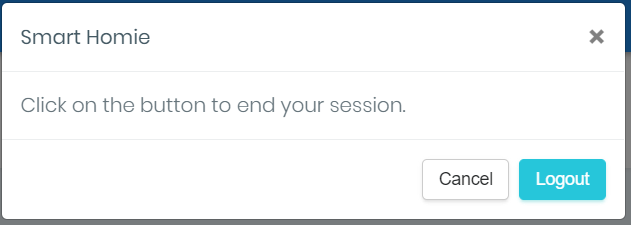 Smart Homie
Click on the button to end your session.
Cancel
Logout